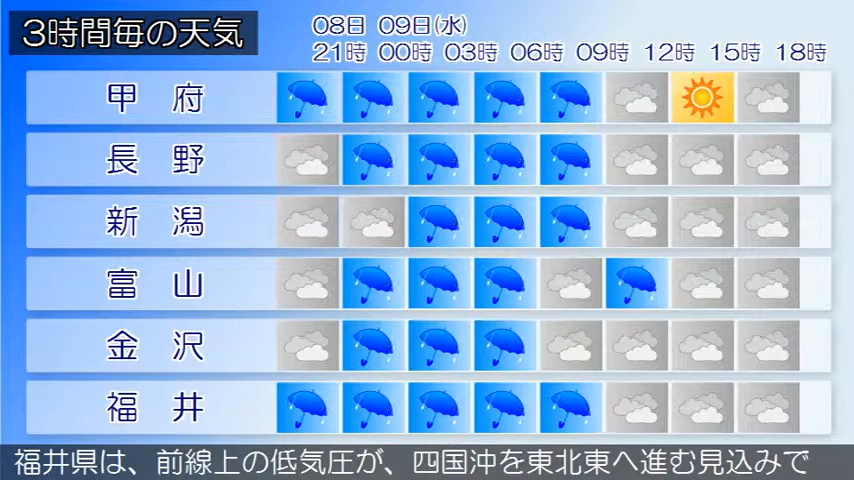 3時間毎の天気
08日 09日(水)
21時 00時 03時 06時 09時 12時 15時 18時
甲 府
長 野
新 潟
富 山
金 沢
福 井
福井県は、前線上の低気圧が、四国沖を東北東へ進む見込みで